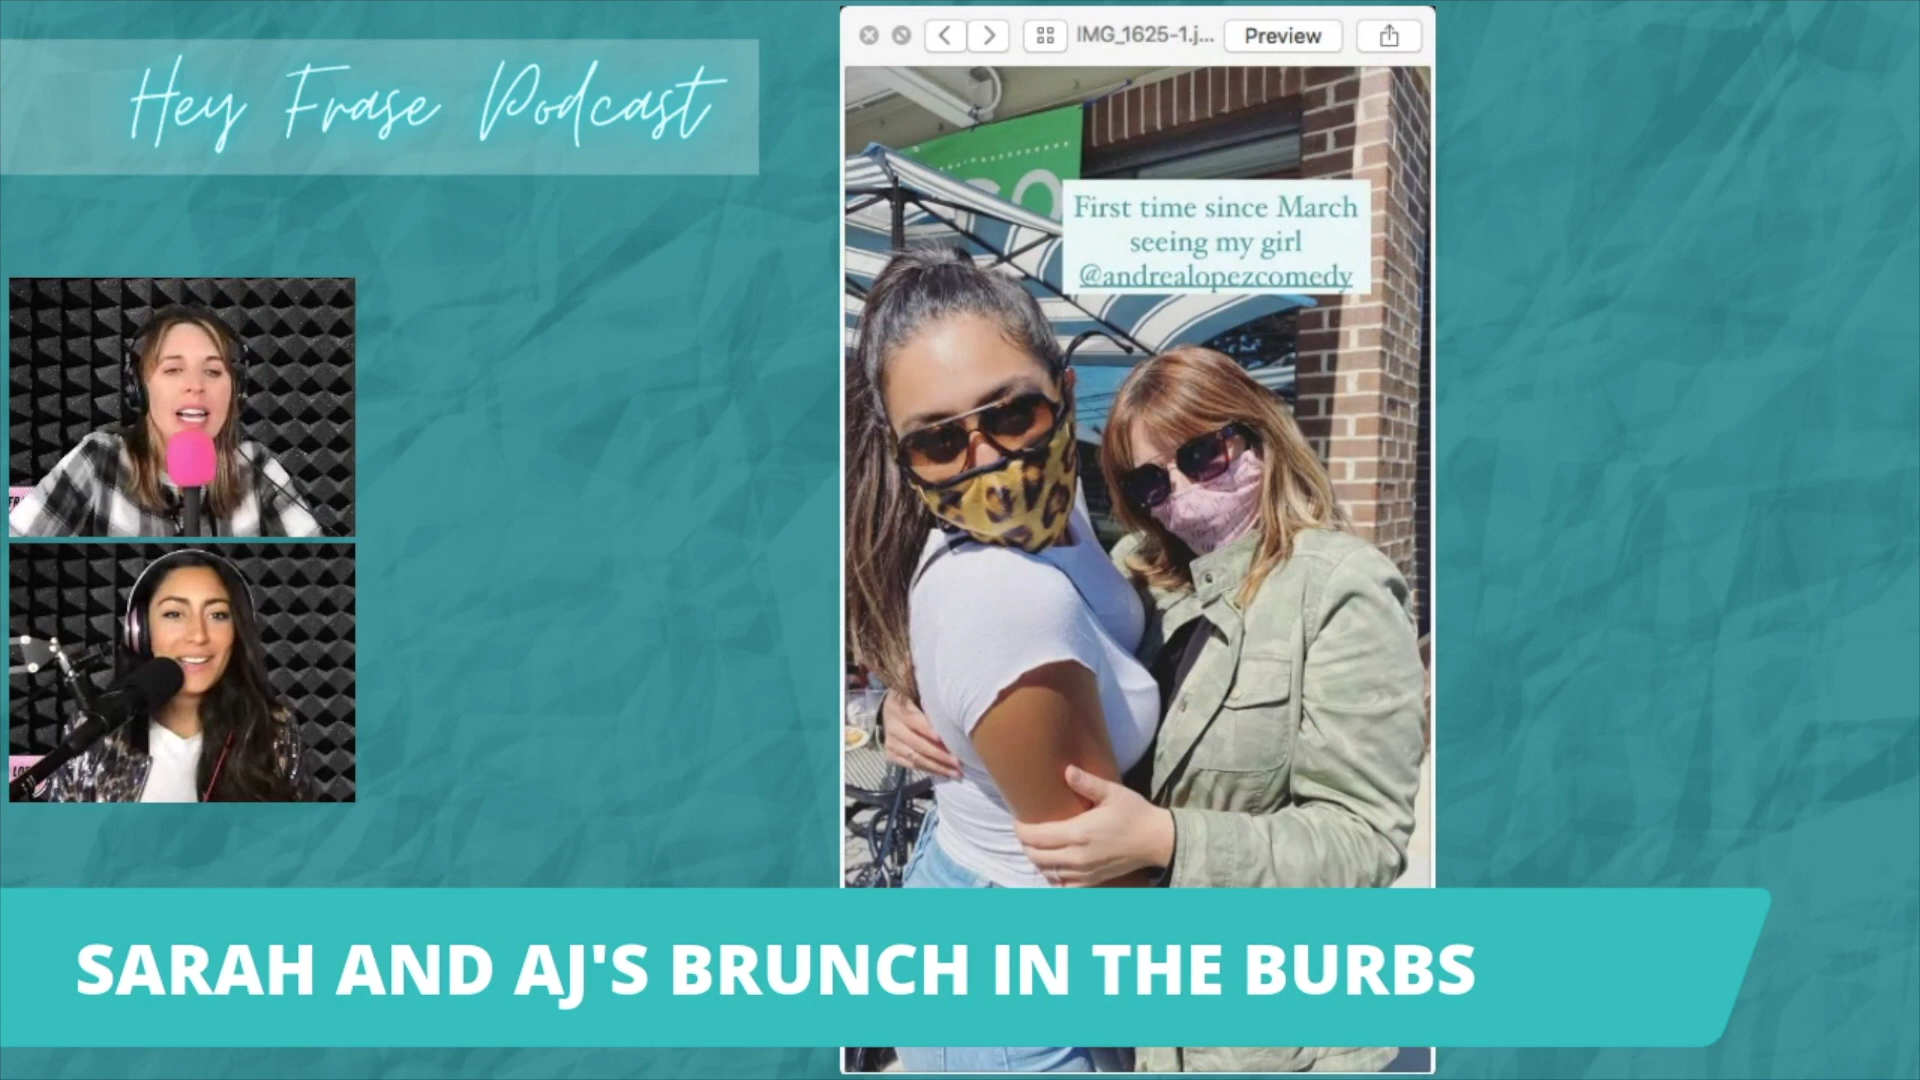 Hey Frase Podcast
IMG_1625-1.j...
Preview
First time since March
seeing my girl
@andrealopezcomedy
SARAH AND AJ'S BRUNCH IN THE BURBS